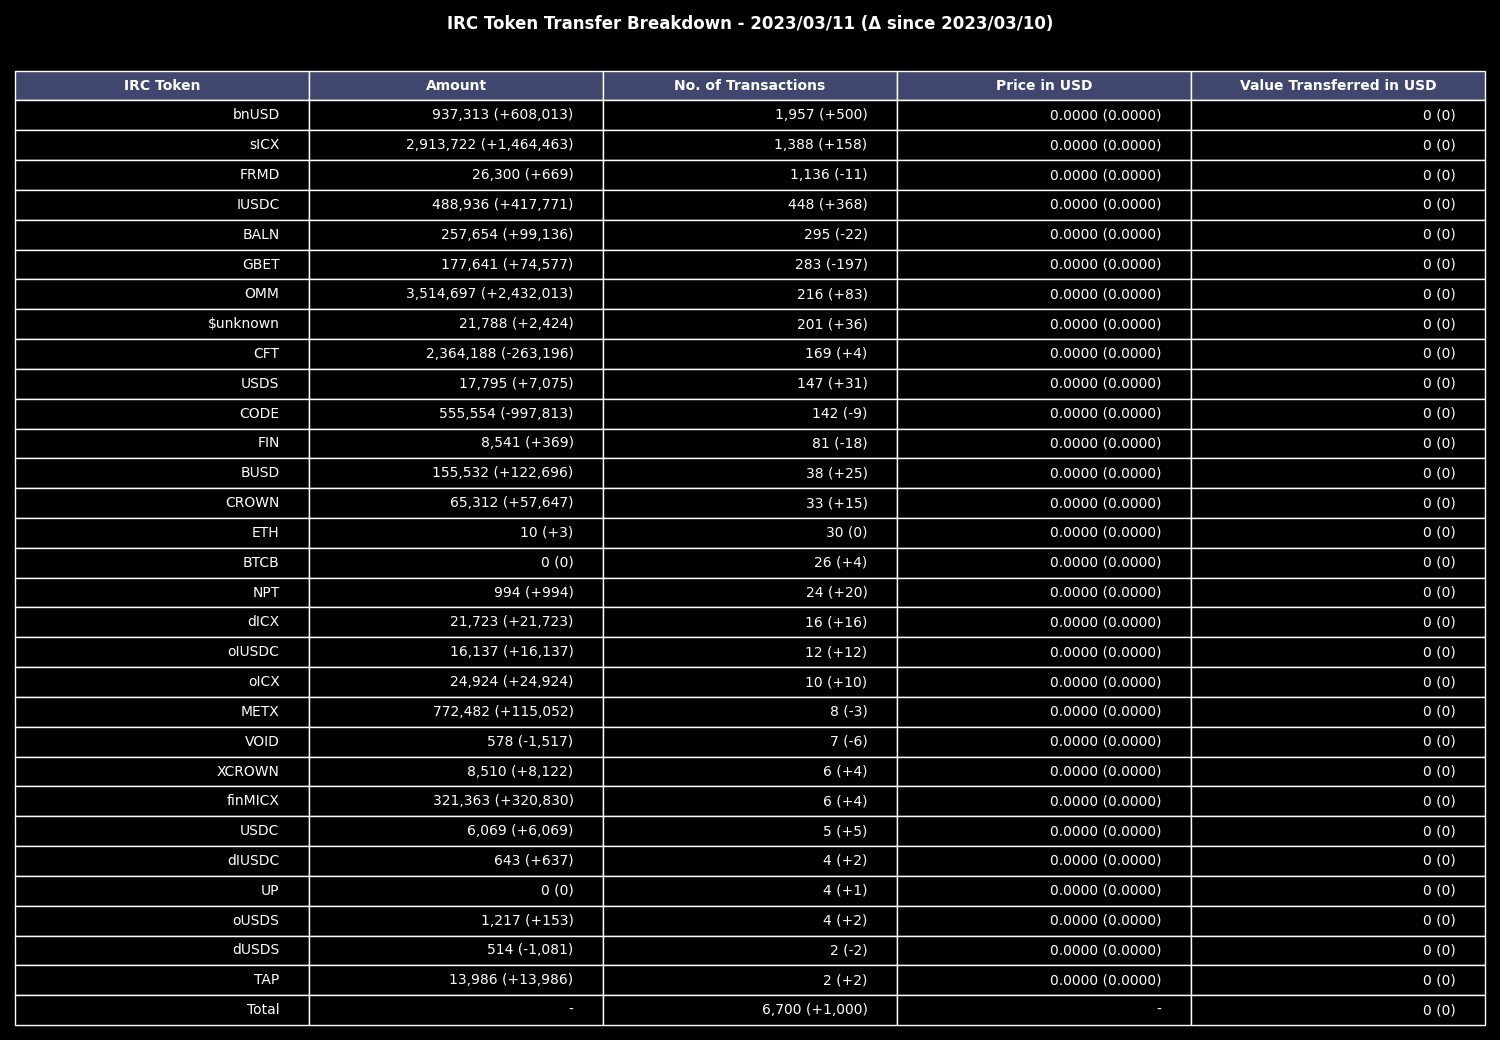 IRC Token Transfer Breakdown - 2023/03/11 (Δ since 2023/03/10)
IRC Token Amount No. of Transactions Price in USD Value Transferred in USD
bnUSD 937,313 (+608,013) 1,957 (+500) 0.0000 (0.0000) 0 (0)
sICX 2,913,722 (+1,464,463) 1,388 (+158) 0.0000 (0.0000) 0 (0)
FRMD 26,300 (+669) 1,136 (-11) 0.0000 (0.0000) 0 (0)
IUSDC 488,936 (+417,771) 448 (+368) 0.0000 (0.0000) 0 (0)
BALN 257,654 (+99,136) 295 (-22) 0.0000 (0.0000) 0 (0)
GBET 177,641 (+74,577) 283 (-197) 0.0000 (0.0000) 0 (0)
OMM 3,514,697 (+2,432,013) 216 (+83) 0.0000 (0.0000) 0 (0)
$unknown 21,788 (+2,424) 201 (+36) 0.0000 (0.0000) 0 (0)
CFT 2,364,188 (-263,196) 169 (+4) 0.0000 (0.0000) 0 (0)
USDS 17,795 (+7,075) 147 (+31) 0.0000 (0.0000) 0 (0)
CODE 555,554 (-997,813) 142 (-9) 0.0000 (0.0000) 0 (0)
FIN 8,541 (+369) 81 (-18) 0.0000 (0.0000) 0 (0)
BUSD 155,532 (+122,696) 38 (+25) 0.0000 (0.0000) 0 (0)
CROWN 65,312 (+57,647) 33 (+15) 0.0000 (0.0000) 0 (0)
ETH 10 (+3) 30 (0) 0.0000 (0.0000) 0 (0)
BTCB 0 (0) 26 (+4) 0.0000 (0.0000) 0 (0)
NPT 994 (+994) 24 (+20) 0.0000 (0.0000) 0 (0)
dICX 21,723 (+21,723) 16 (+16) 0.0000 (0.0000) 0 (0)
oIUSDC 16,137 (+16,137) 12 (+12) 0.0000 (0.0000) 0 (0)
oICX 24,924 (+24,924) 10 (+10) 0.0000 (0.0000) 0 (0)
METX 772,482 (+115,052) 8 (-3) 0.0000 (0.0000) 0 (0)
VOID 578 (-1,517) 7 (-6) 0.0000 (0.0000) 0 (0)
XCROWN 8,510 (+8,122) 6 (+4) 0.0000 (0.0000) 0 (0)
finMICX 321,363 (+320,830) 6 (+4) 0.0000 (0.0000) 0 (0)
USDC 6,069 (+6,069) 5 (+5) 0.0000 (0.0000) 0 (0)
dIUSDC 643 (+637) 4 (+2) 0.0000 (0.0000) 0 (0)
UP 0 (0) 4 (+1) 0.0000 (0.0000) 0 (0)
oUSDS 1,217 (+153) 4 (+2) 0.0000 (0.0000) 0 (0)
dUSDS 514 (-1,081) 2 (-2) 0.0000 (0.0000) 0 (0)
TAP 13,986 (+13,986) 2 (+2) 0.0000 (0.0000) 0 (0)
Total - 6,700 (+1,000) - 0 (0)